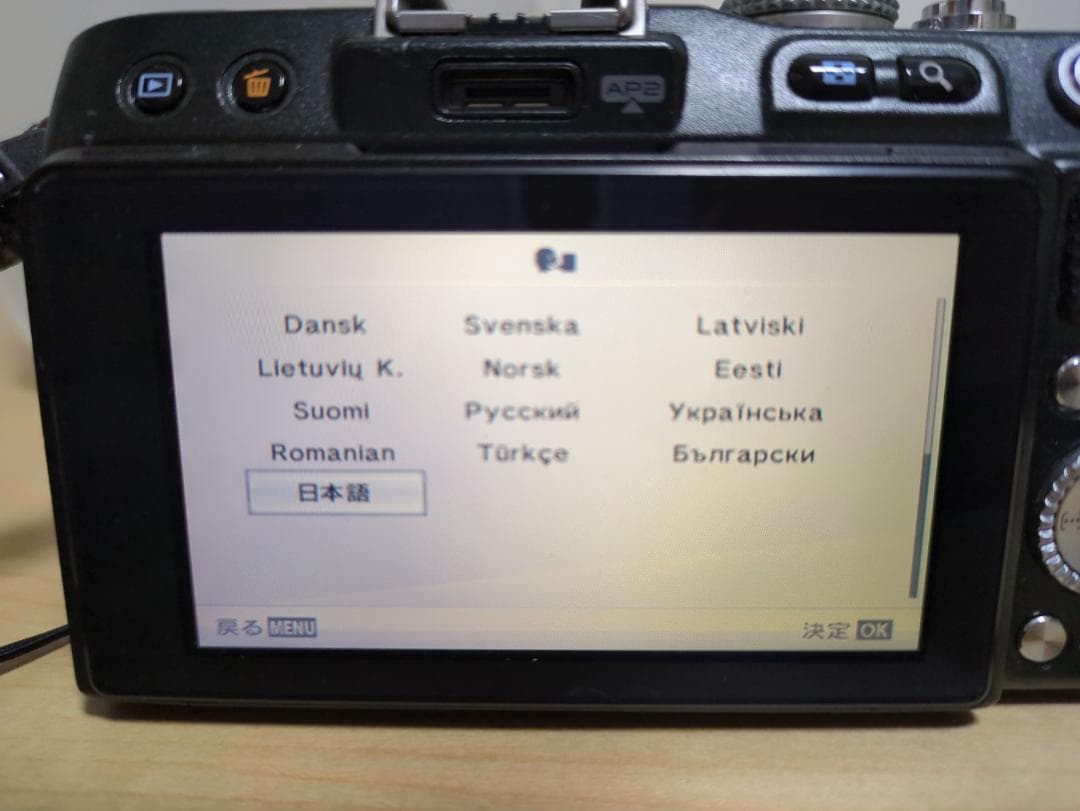 AP2
Dansk Svenska Latviski
Lietuvių K. Norsk Eesti
Suomi Русский Українська
Romanian Türkçe Български
日本語
戻る MENU 決定 OK